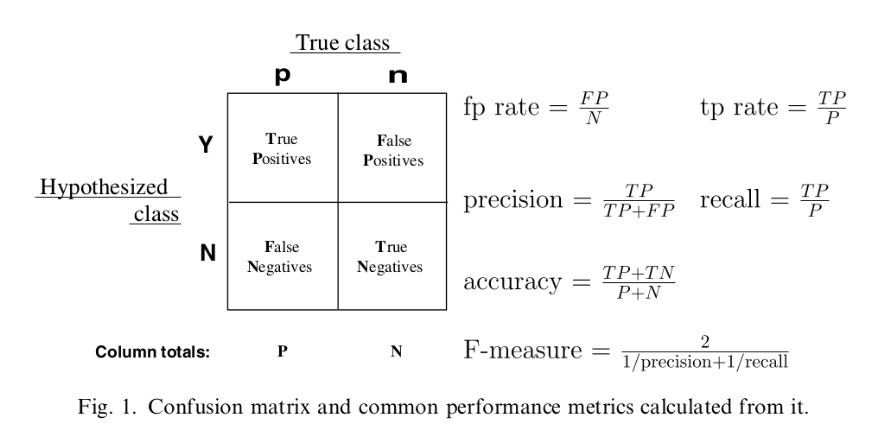 True class
p n
fp rate = FP/N tp rate = TP/P
Y
True Positives
False Positives
Hypothesized class
precision = TP/TP+FP recall = TP/P
N
False Negatives
True Negatives
accuracy = TP+TN/P+N
Column totals: P N
F-measure = 2/1/precision+1/recall
Fig. 1. Confusion matrix and common performance metrics calculated from it.